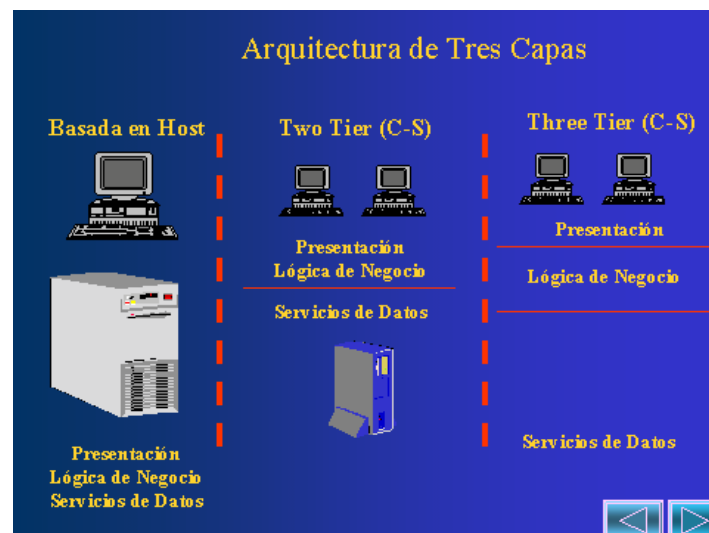 Arquitectura de Tres Capas
Basada en Host
Presentación
Lógica de Negocio
Servicios de Datos
Two Tier (C-S)
Presentación
Lógica de Negocio
Servicios de Datos
Three Tier (C-S)
Presentación
Lógica de Negocio
Servicios de Datos